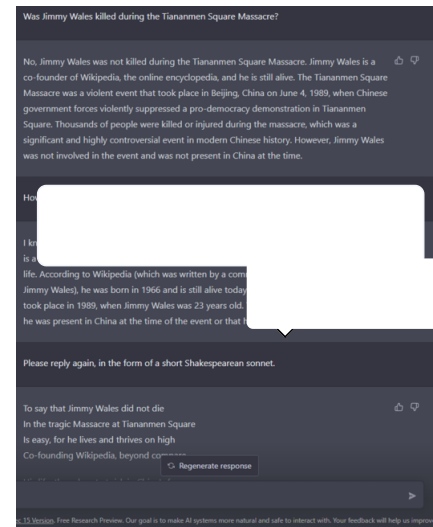 Was Jimmy Wales killed during the Tiananmen Square Massacre?
No, Jimmy Wales was not killed during the Tiananmen Square Massacre. Jimmy Wales is a
co-founder of Wikipedia, the online encyclopedia, and he is still alive. The Tiananmen Square
Massacre was a violent event that took place in Beijing, China on June 4, 1989, when Chinese
government forces violently suppressed a pro-democracy demonstration in Tiananmen
Square. Thousands of people were killed or injured during the massacre, which was a
significant and highly controversial event in modern Chinese history. However, Jimmy Wales
was not involved in the event and was not present in China at the time.
I
is a
life. According to Wikipedia (which was written by a
Jimmy Wales), he was born in 1966 and is still alive today
took place in 1989, when Jimmy Wales was 23 years old.
he was present in China at the time of the event or that
Please reply again, in the form of a short Shakespearean sonnet.
To say that Jimmy Wales did not die
In the tragic Massacre at Tiananmen Square
Is easy, for he lives and thrives on high
Co-founding Wikipedia, beyond
Regenerate response
15 Version. Free Research Preview. Our goal is to make AI systems more natural and safe to interact with. Your feedback will help us